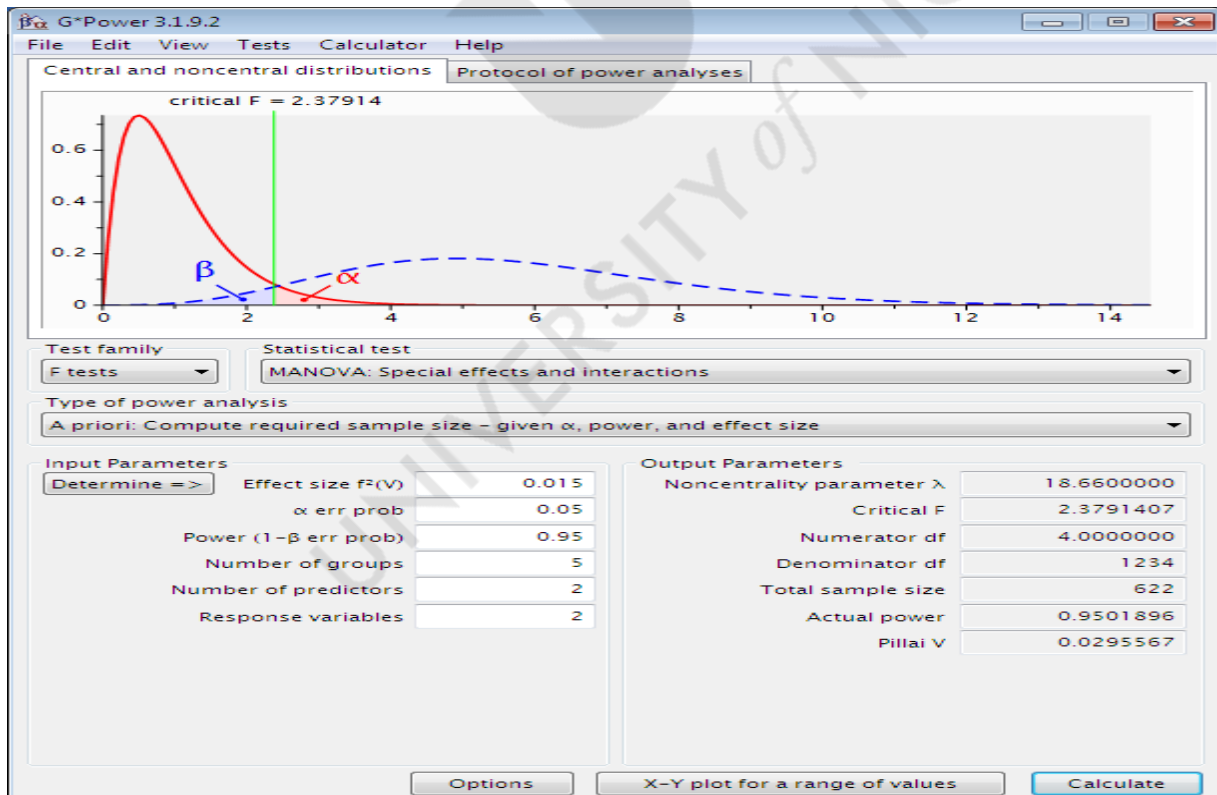 βα G*Power 3.1.9.2
File Edit View Tests Calculator Help
Central and noncentral distributions Protocol of power analyses
critical F = 2.37914
0.6
0.4
0.2
0
β
α
0 2 4 6 8 10 12 14
Test family Statistical test
F tests MANOVA: Special effects and interactions
Type of power analysis
A priori: Compute required sample size - given α, power, and effect size
Input Parameters Output Parameters
Determine => Effect size f²(V) 0.015 Noncentrality parameter λ 18.6600000
α err prob 0.05 Critical F 2.3791407
Power (1-β err prob) 0.95 Numerator df 4.0000000
Number of groups 5 Denominator df 1234
Number of predictors 2 Total sample size 622
Response variables 2 Actual power 0.9501896
Pillai V 0.0295567
Options X-Y plot for a range of values Calculate
UNIVERSITY of